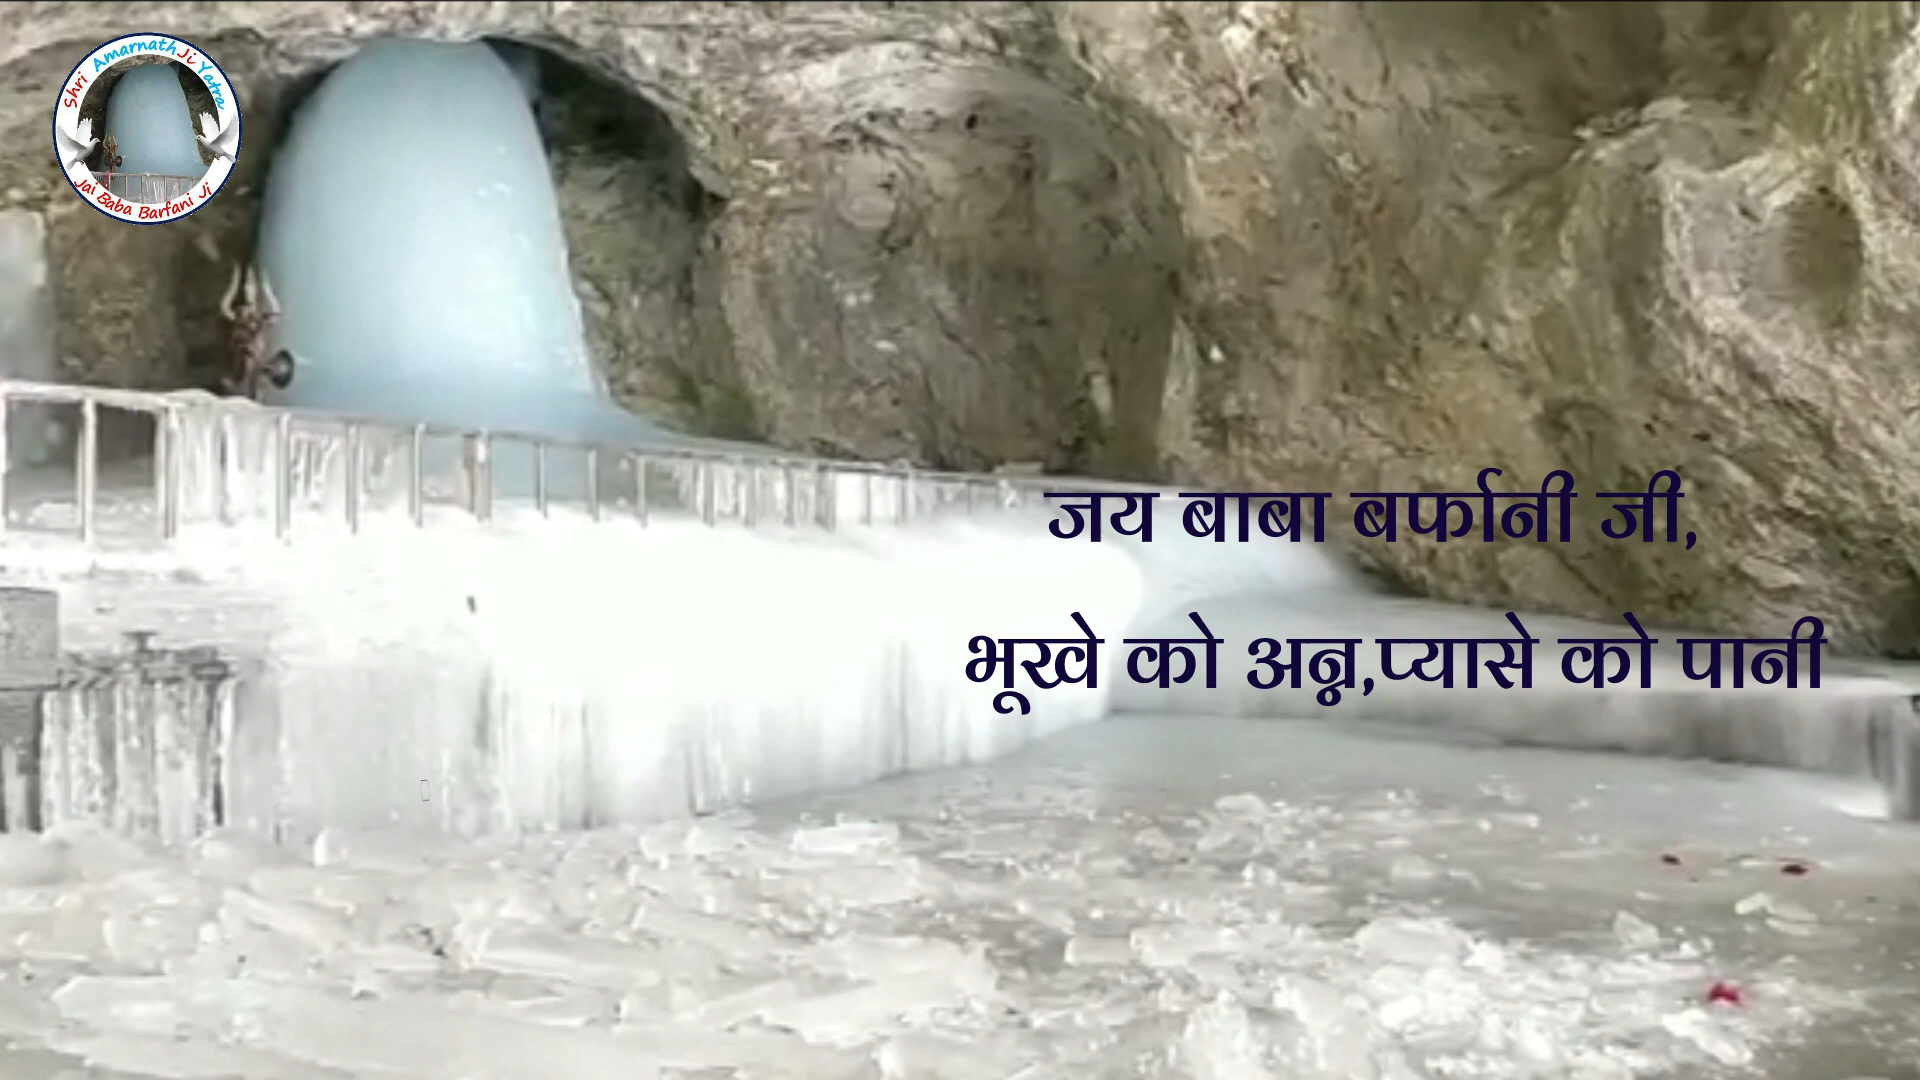 Shri Amarnath Ji Yatra
Jai Baba Barfani Ji
जय बाबा बर्फानी जी,
भूखे को अन्न,प्यासे को पानी